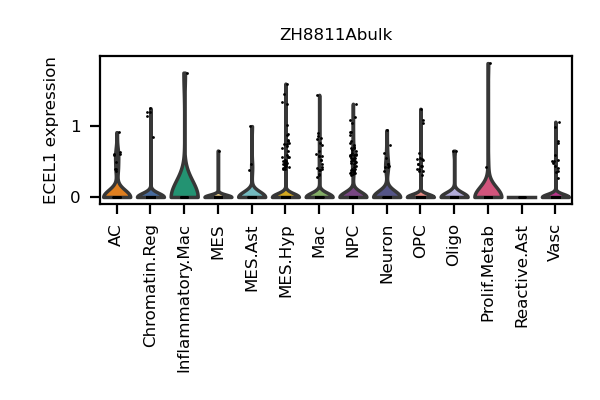 ZH8811Abulk
ECEL1 expression
1
0
AC
Chromatin.Reg
Inflammatory.Mac
MES
MES.Ast
MES.Hyp
Mac
NPC
Neuron
OPC
Oligo
Prolif.Metab
Reactive.Ast
Vasc